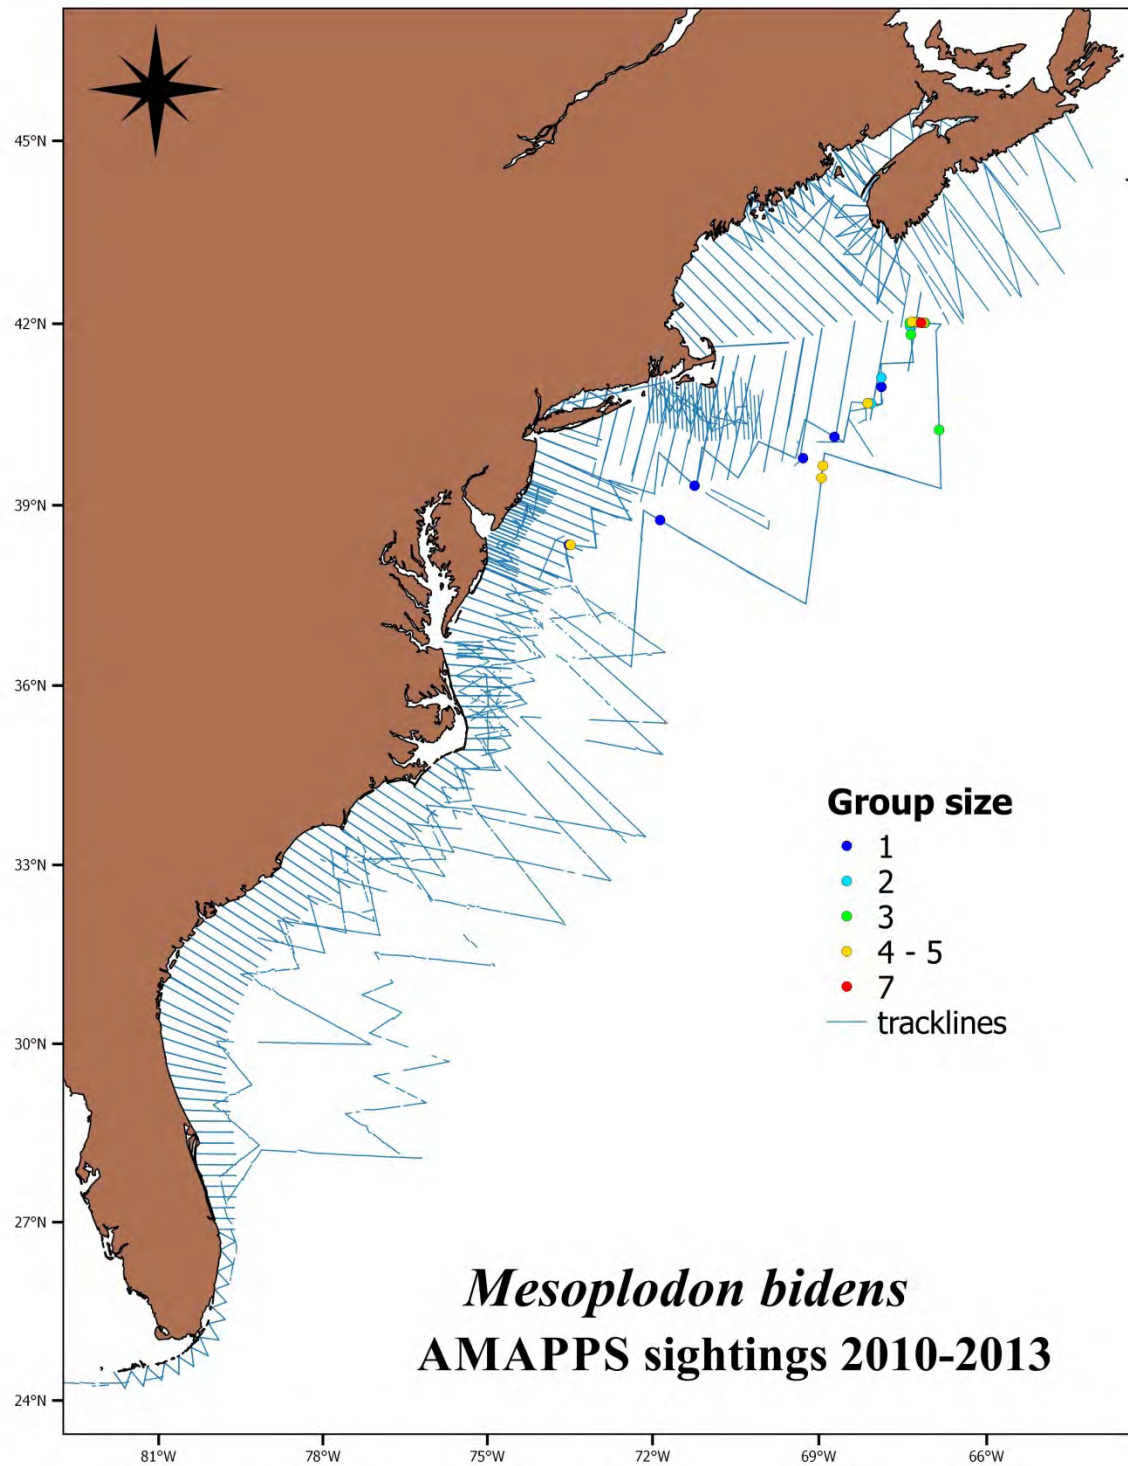 45°N
42°N
39°N
36°N
33°N
30°N
27°N
24°N
Group size
1
2
3
4 - 5
7
tracklines
Mesoplodon bidens
AMAPPS sightings 2010-2013
81°W
78°W
75°W
72°W
69°W
66°W